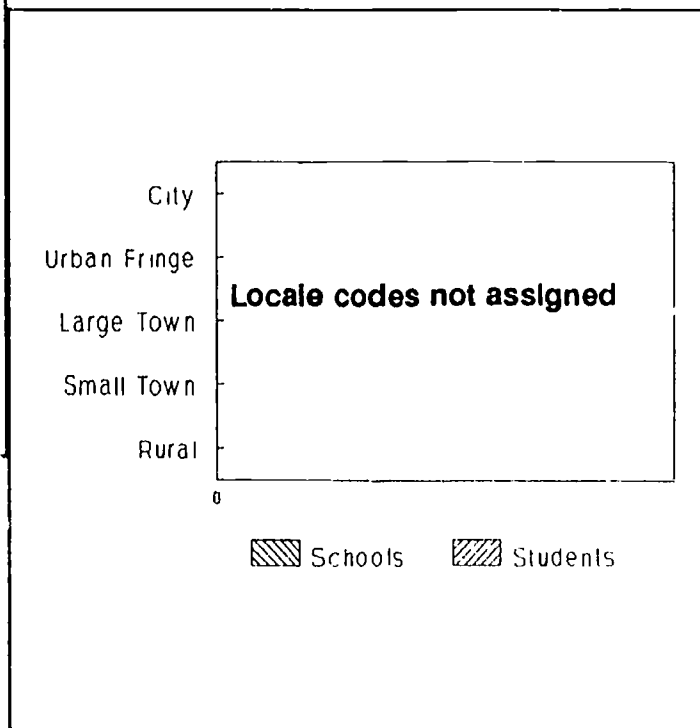 City
Urban Fringe
Locale codes not assigned
Large Town
Small Town
Rural
0
Schools Students